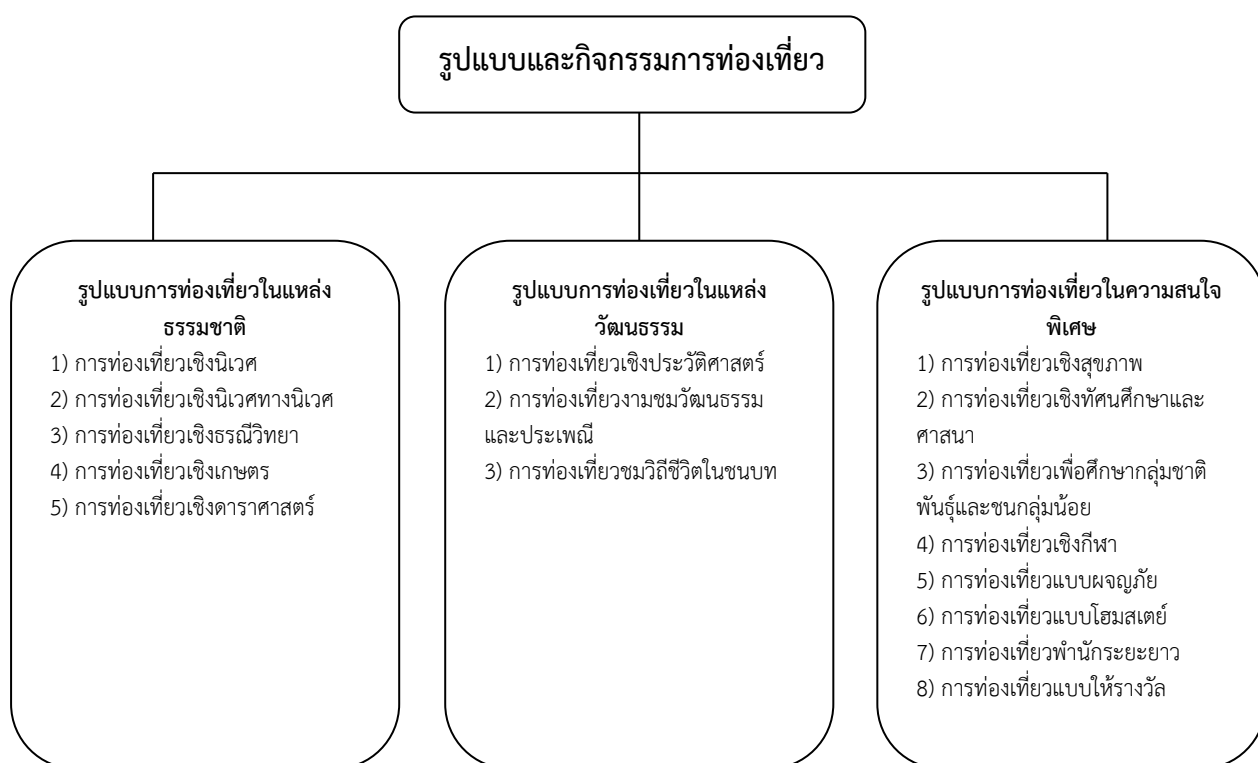 รูปแบบและกิจกรรมการท่องเที่ยว
รูปแบบการท่องเที่ยวในแหล่ง
ธรรมชาติ
1) การท่องเที่ยวเชิงนิเวศ
2) การท่องเที่ยวเชิงนิเวศทางนิเวศ
3) การท่องเที่ยวเชิงธรณีวิทยา
4) การท่องเที่ยวเชิงเกษตร
5) การท่องเที่ยวเชิงดาราศาสตร์
รูปแบบการท่องเที่ยวในแหล่ง
วัฒนธรรม
1) การท่องเที่ยวเชิงประวัติศาสตร์
2) การท่องเที่ยวงามชมวัฒนธรรม
และประเพณี
3) การท่องเที่ยวชมวิถีชีวิตในชนบท
รูปแบบการท่องเที่ยวในความสนใจ
พิเศษ
1) การท่องเที่ยวเชิงสุขภาพ
2) การท่องเที่ยวเชิงทัศนศึกษาและ
ศาสนา
3) การท่องเที่ยวเพื่อศึกษากลุ่มชาติ
พันธุ์และชนกลุ่มน้อย
4) การท่องเที่ยวเชิงกีฬา
5) การท่องเที่ยวแบบผจญภัย
6) การท่องเที่ยวแบบโฮมสเตย์
7) การท่องเที่ยวพำนักระยะยาว
8) การท่องเที่ยวแบบให้รางวัล